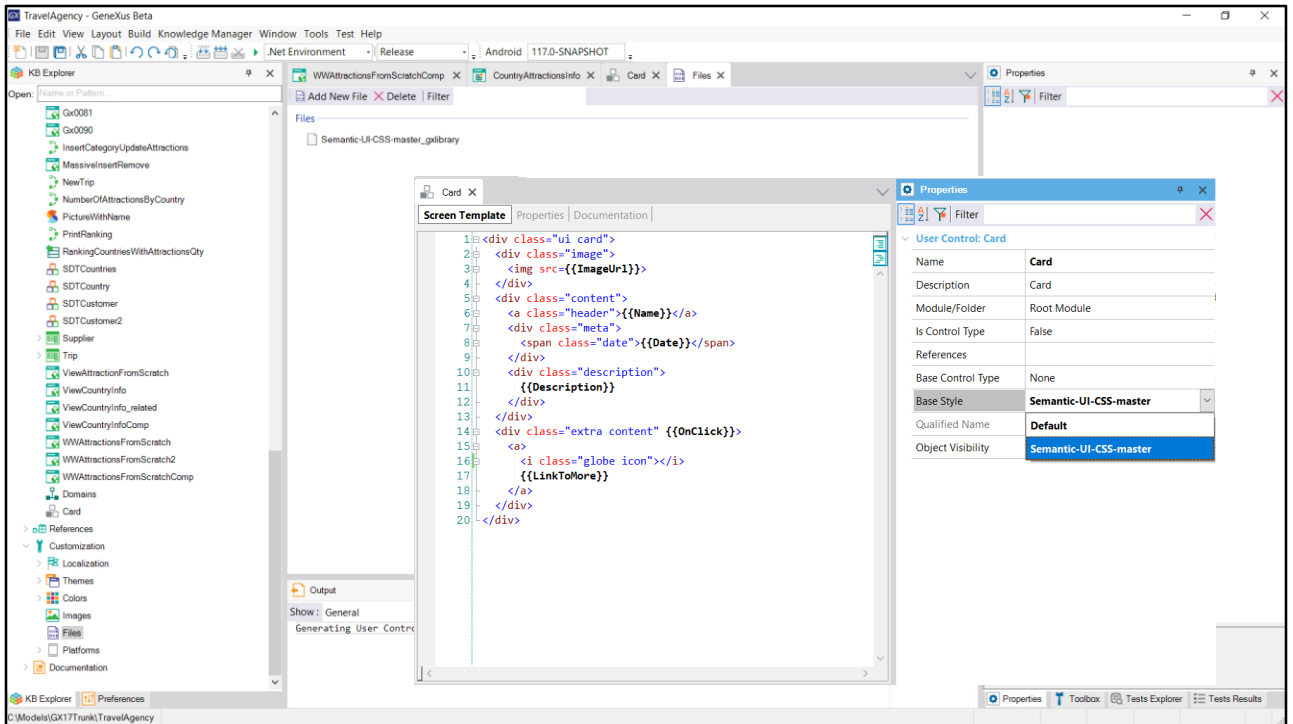 TravelAgency - GeneXus Beta
File Edit View Layout Build Knowledge Manager Window Tools Test Help
.Net Environment Release Android 117.0-SNAPSHOT
KB Explorer
Open: Name or Pattern...
Gx0081
Gx0090
InsertCategoryUpdateAttractions
MassiveInsertRemove
NewTrip
NumberOfAttractionsByCountry
PictureWithName
PrintRanking
RankingCountriesWithAttractionsQty
SDTCountries
SDTCountry
SDTCustomer
SDTCustomer2
Supplier
Trip
ViewAttractionFromScratch
ViewCountryInfo
ViewCountryInfo_related
ViewCountryInfoComp
WWAttractionsFromScratch
WWAttractionsFromScratch2
WWAttractionsFromScratchComp
Domains
Card
References
Customization
Localization
Themes
Colors
Images
Files
Platforms
Documentation
KB Explorer Preferences
C:\Models\GX17Trunk\TravelAgency
WWAttractionsFromScratchComp CountryAttractionsInfo Card Files
Add New File Delete Filter
Files
Semantic-UI-CSS-master_gxlibrary
Output
Show: General
Generating User Contro
Card
Screen Template Properties Documentation
1 <div class="ui card">
2 <div class="image">
3 <img src={{ImageUrl}}>
4 </div>
5 <div class="content">
6 <a class="header">{{Name}}</a>
7 <div class="meta">
8 <span class="date">{{Date}}</span>
9 </div>
10 <div class="description">
11 {{Description}}
12 </div>
13 </div>
14 <div class="extra content" {{OnClick}}>
15 <a>
16 <i class="globe icon"></i>
17 {{LinkToMore}}
18 </a>
19 </div>
20 </div>
Properties
Filter
Properties
Filter
User Control: Card
Name Card
Description Card
Module/Folder Root Module
Is Control Type False
References
Base Control Type None
Base Style Semantic-UI-CSS-master
Qualified Name Default
Object Visibility Semantic-UI-CSS-master
Properties Toolbox Tests Explorer Tests Results